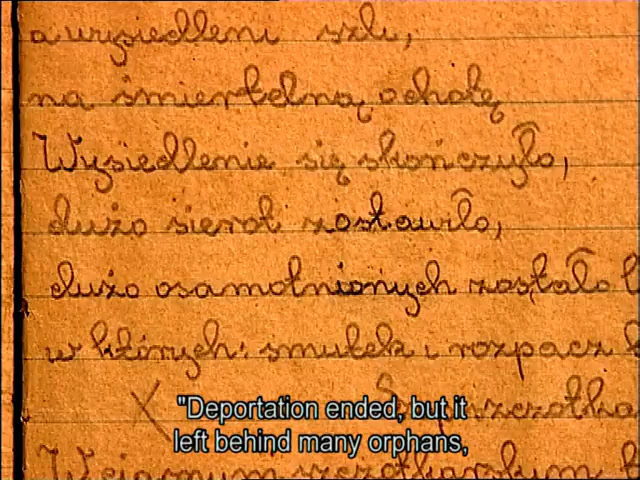 a wysiedleni szli,
na śmiertelną
Wysiedlenie się skończyło,
dużo sierot zostawiło,
dużo osamotnionych zostało
w których smutek i rozpacz
X
"Deportation ended, but it
left behind many orphans,